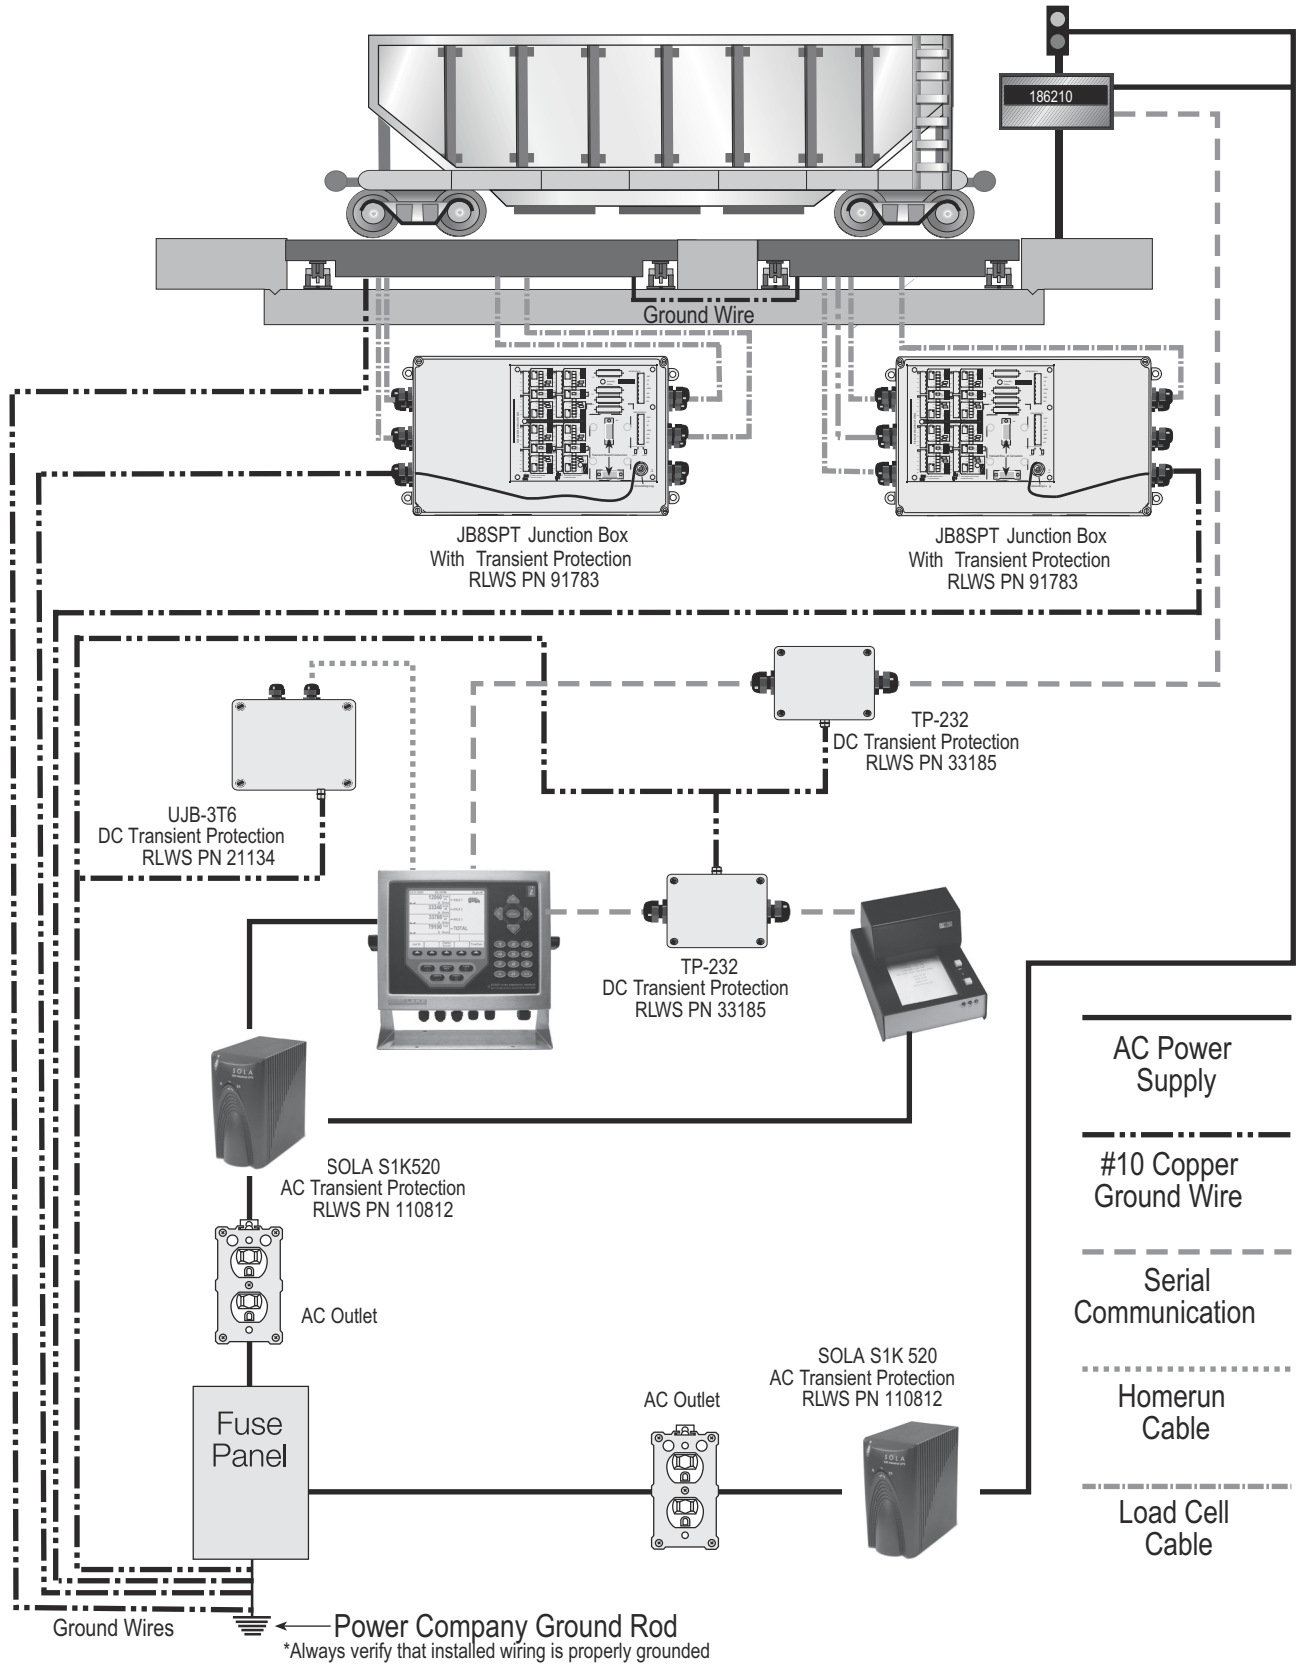 186210
Ground Wire
JB8SPT Junction Box
With Transient Protection
RLWS PN 91783
JB8SPT Junction Box
With Transient Protection
RLWS PN 91783
TP-232
DC Transient Protection
RLWS PN 33185
UJB-3T6
DC Transient Protection
RLWS PN 21134
TOTAL
TP-232
DC Transient Protection
RLWS PN 33185
SOLA
SOLA S1K520
AC Transient Protection
RLWS PN 110812
AC Outlet
Fuse
Panel
AC Outlet
SOLA S1K 520
AC Transient Protection
RLWS PN 110812
SOLA
AC Power
Supply
#10 Copper
Ground Wire
Serial
Communication
Homerun
Cable
Load Cell
Cable
Ground Wires
Power Company Ground Rod
*Always verify that installed wiring is properly grounded